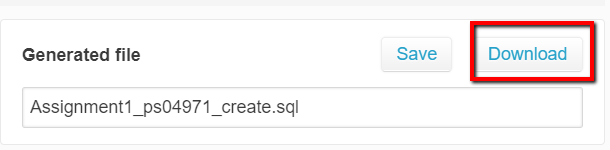 Generated file Save Download
Assignment1_ps04971_create.sql